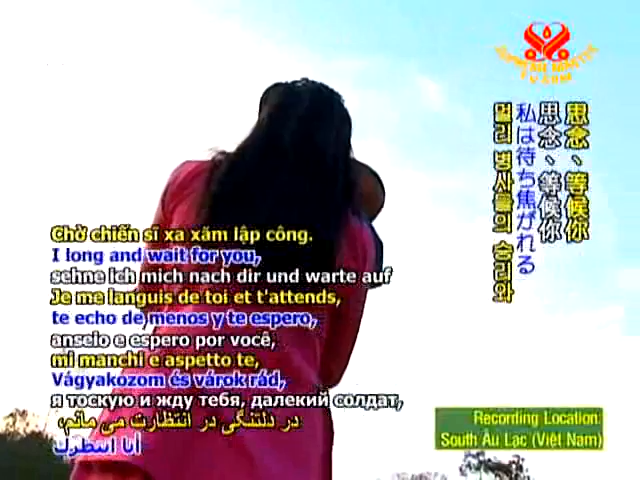 SUPREME MASTER
TV
思念、等候你
思念、等候你
私は待ち焦がれる
멀리 병사들의 승리와
Chờ chiến sĩ xa xăm lập công.
I long and wait for you,
sehne ich mich nach dir und warte auf
Je me languis de toi et t'attends,
te echo de menos y te espero,
anseio e espero por você,
mi manchi e aspetto te,
Vágyakozom és várok rád,
я тоскую и жду тебя, далекий солдат,
در دلتنگی در انتظارت می مانم،
أنا أنتظرك
Recording Location:
South Âu Lạc (Việt Nam)